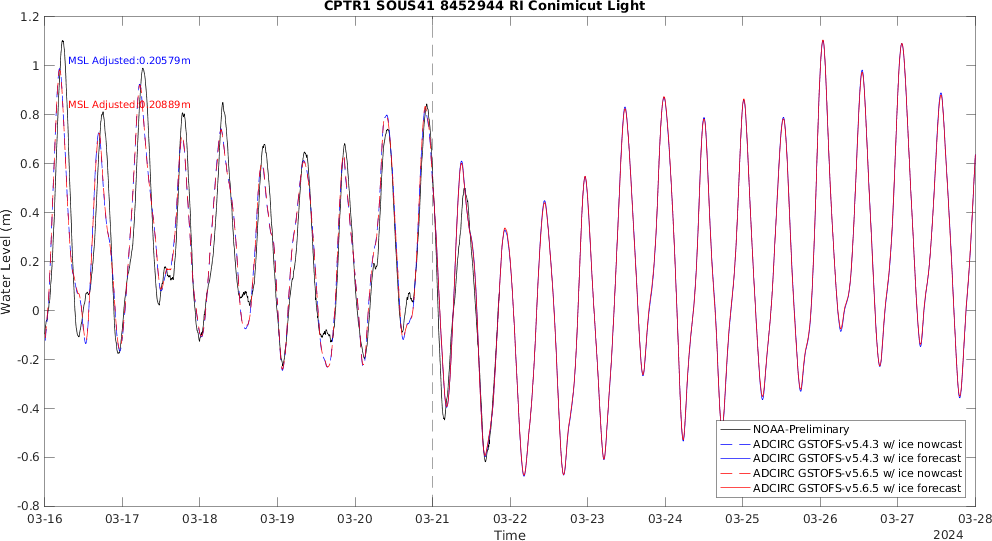 CPTR1 SOUS41 8452944 RI Conimicut Light
1.2
1
0.8
0.6
0.4
0.2
0
-0.2
-0.4
-0.6
-0.8
Water Level (m)
MSL Adjusted:0.20579m
MSL Adjusted:0.20889m
NOAA-Preliminary
ADCIRC GSTOFS-v5.4.3 w/ ice nowcast
ADCIRC GSTOFS-v5.4.3 w/ ice forecast
ADCIRC GSTOFS-v5.6.5 w/ ice nowcast
ADCIRC GSTOFS-v5.6.5 w/ ice forecast
03-16 03-17 03-18 03-19 03-20 03-21 03-22 03-23 03-24 03-25 03-26 03-27 03-28
Time
2024